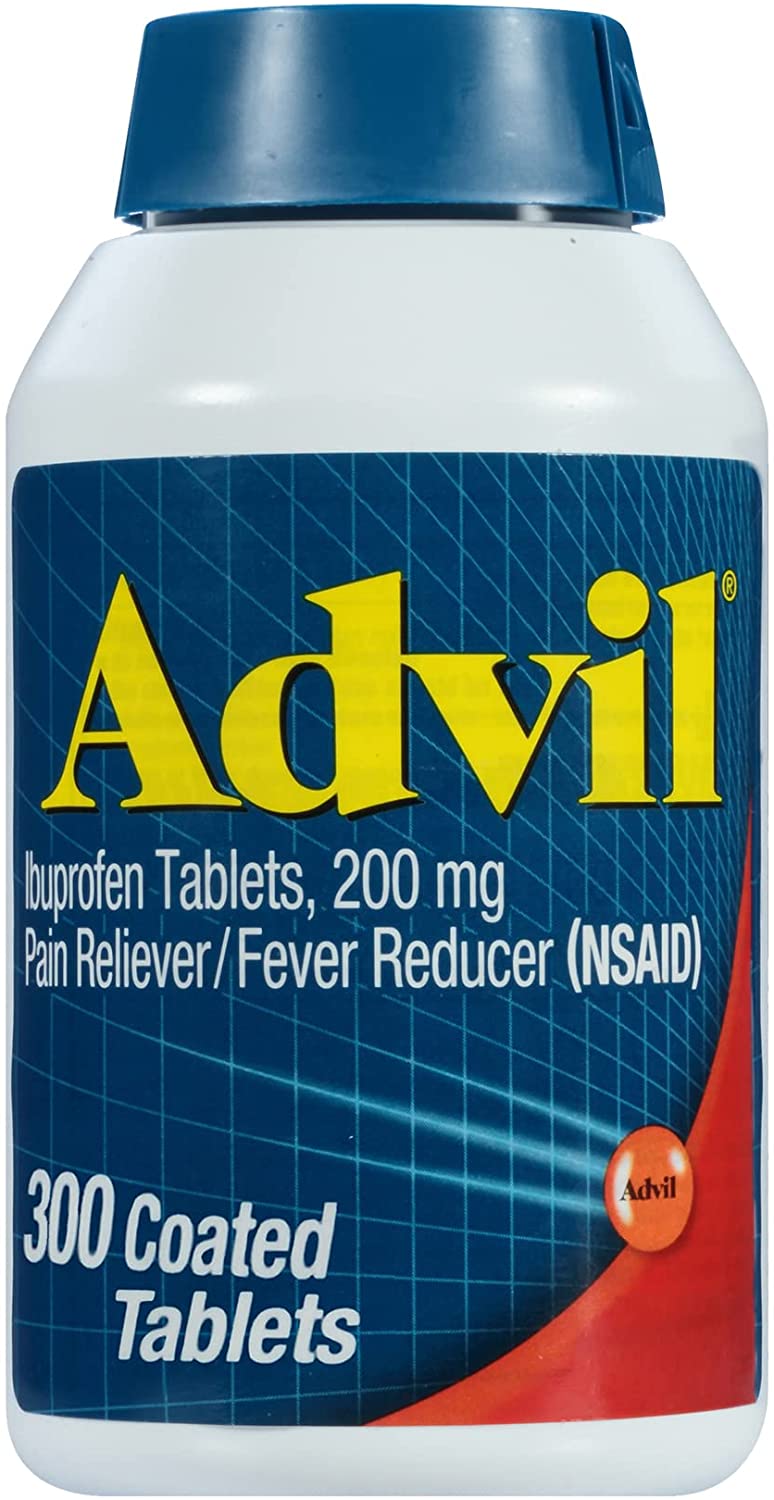 Advil®
Ibuprofen Tablets, 200 mg
Pain Reliever/Fever Reducer (NSAID)
Advil
300 Coated
Tablets